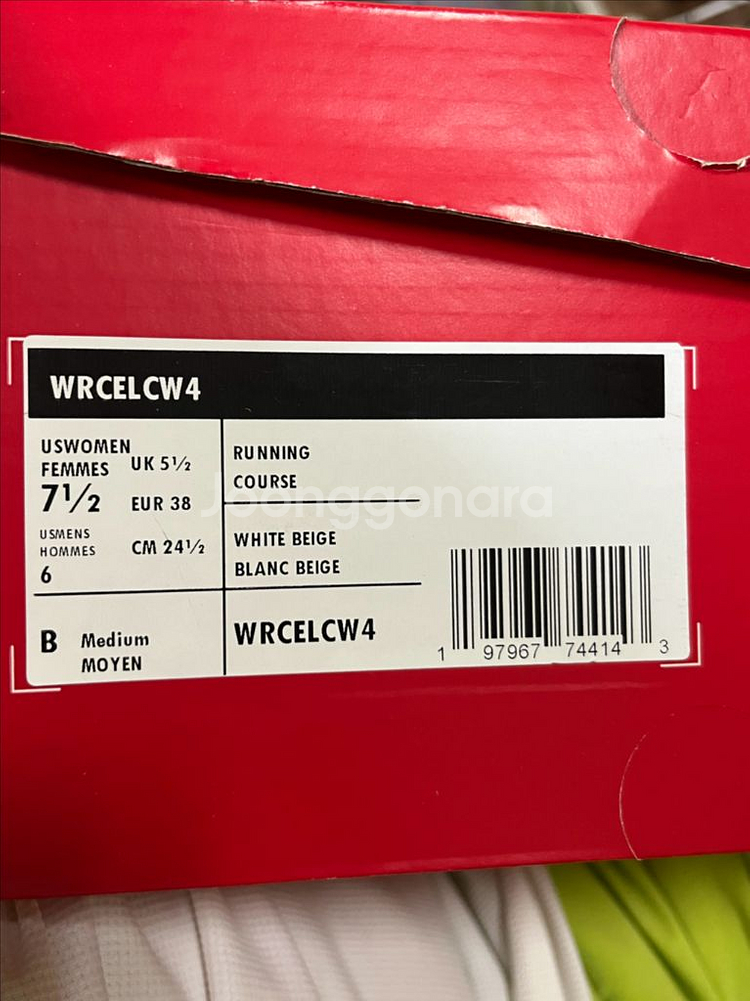 WRCELCW4
USWOMEN
FEMMES
7½
UK 5½
EUR 38
CM 24½
USMENS
HOMMES
6
RUNNING
COURSE
WHITE BEIGE
BLANC BEIGE
B Medium
MOYEN
WRCELCW4
1 97967 74414 3
Joonggonara